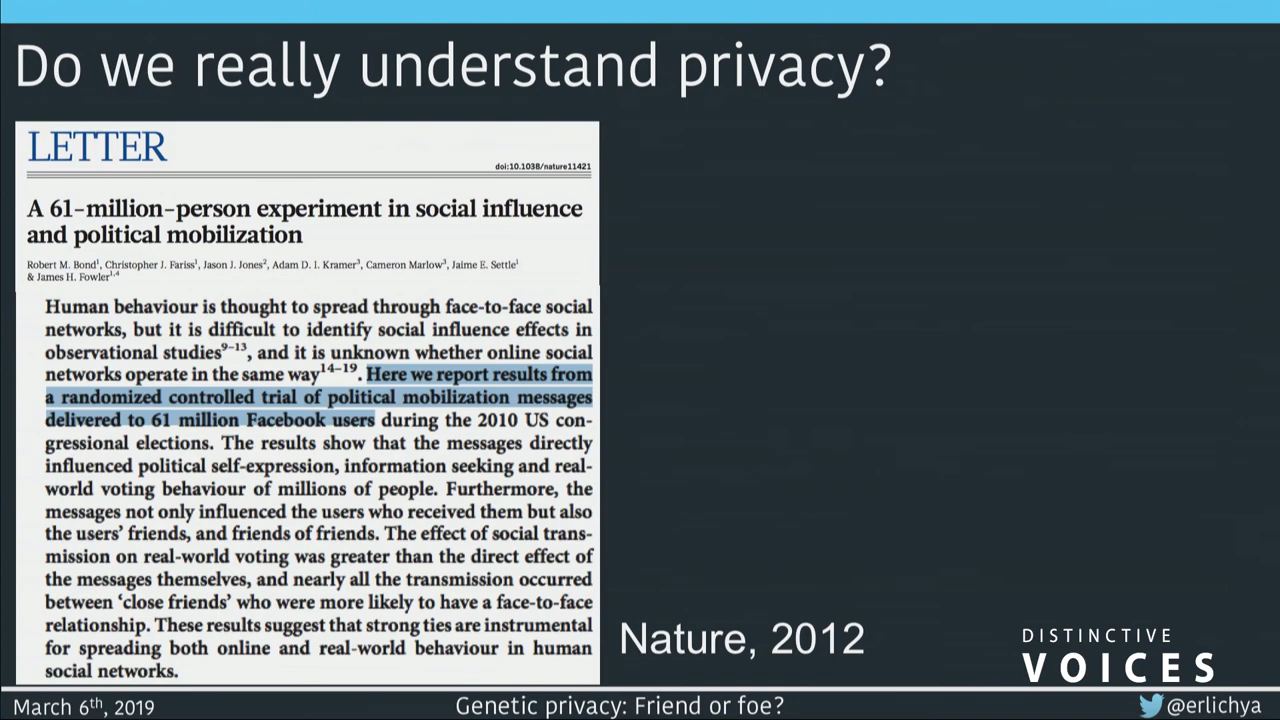 Do we really understand privacy?
LETTER
doi:10.1038/nature11421
A 61-million-person experiment in social influence
and political mobilization
Robert M. Bond¹, Christopher J. Fariss¹, Jason J. Jones², Adam D. I. Kramer³, Cameron Marlow³, Jaime E. Settle¹
& James H. Fowler¹,⁴
Human behaviour is thought to spread through face-to-face social
networks, but it is difficult to identify social influence effects in
observational studies⁹⁻¹³, and it is unknown whether online social
networks operate in the same way¹⁴⁻¹⁹. Here we report results from
a randomized controlled trial of political mobilization messages
delivered to 61 million Facebook users during the 2010 US con-
gressional elections. The results show that the messages directly
influenced political self-expression, information seeking and real-
world voting behaviour of millions of people. Furthermore, the
messages not only influenced the users who received them but also
the users' friends, and friends of friends. The effect of social trans-
mission on real-world voting was greater than the direct effect of
the messages themselves, and nearly all the transmission occurred
between 'close friends' who were more likely to have a face-to-face
relationship. These results suggest that strong ties are instrumental
for spreading both online and real-world behaviour in human
social networks.
Nature, 2012
DISTINCTIVE
VOICES
March 6th, 2019
Genetic privacy: Friend or foe?
@erlichya